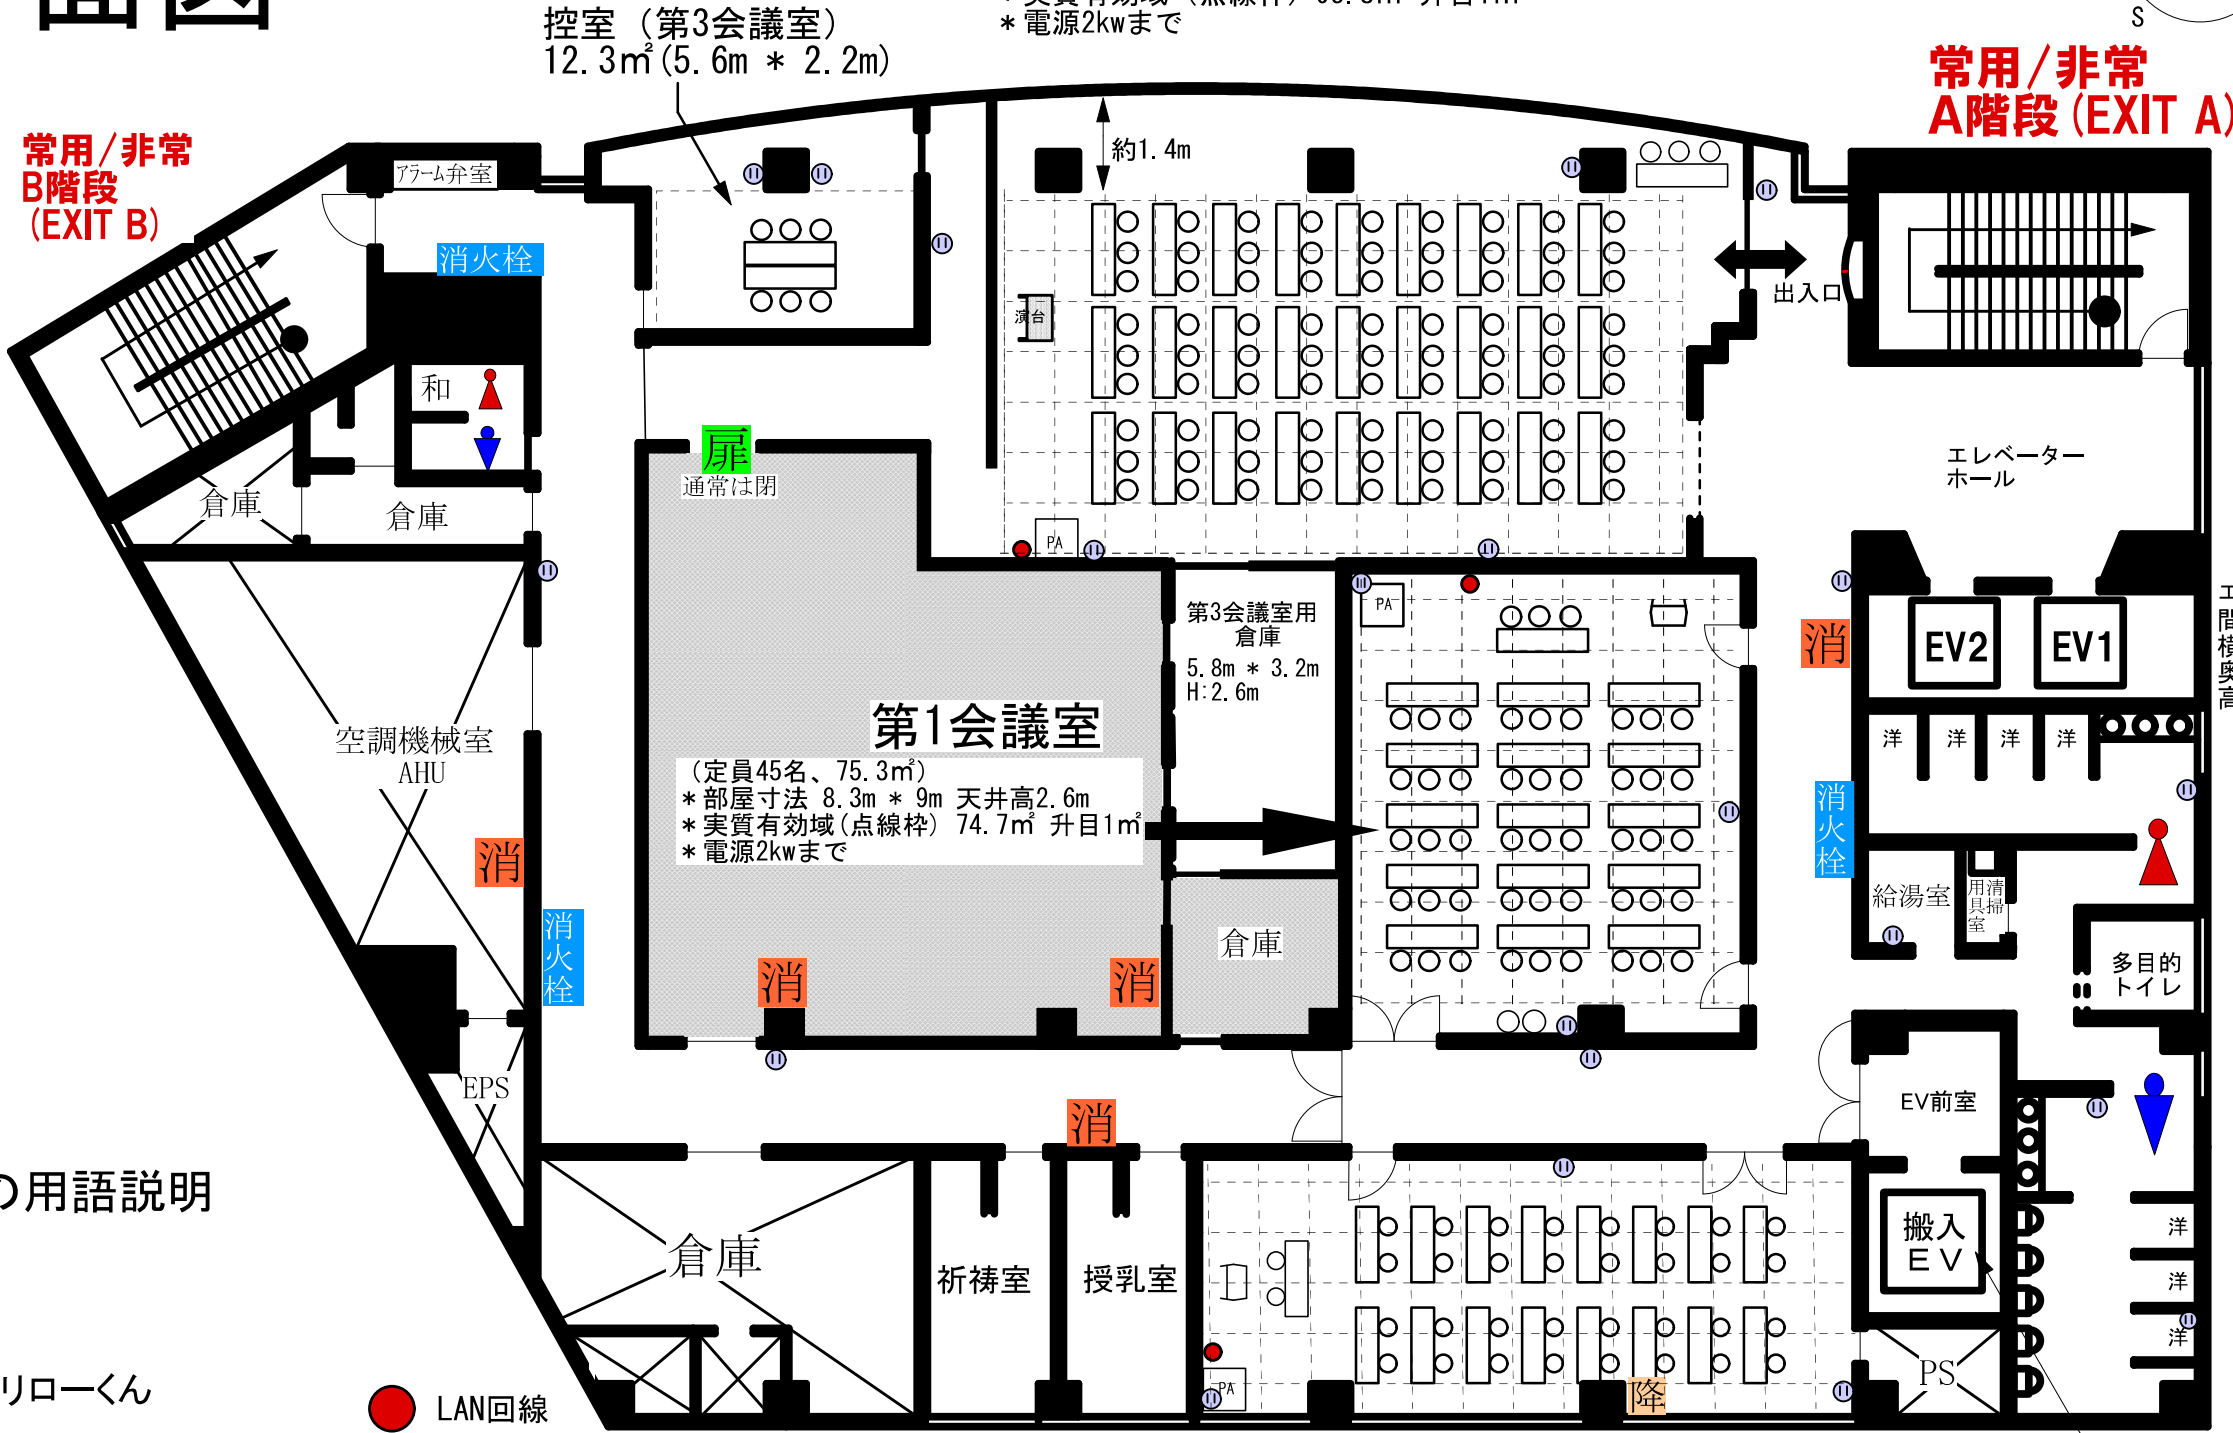 面図
控室（第3会議室）
12.3㎡(5.6m * 2.2m)
* 電源2kwまで
S
常用/非常
A階段(EXIT A)
常用/非常
B階段
(EXIT B)
アラーム弁室
消火栓
約1.4m
出入口
演台
和
扉
通常は閉
倉庫
倉庫
エレベーター
ホール
PA
第3会議室用
倉庫
5.8m * 3.2m
H:2.6m
PA
消
EV2
EV1
第1会議室
（定員45名、75.3㎡）
* 部屋寸法 8.3m * 9m 天井高2.6m
* 実質有効域(点線枠) 74.7㎡ 升目1㎡
* 電源2kwまで
空調機械室
AHU
洋
洋
洋
洋
消火栓
消
消火栓
給湯室
清掃
用具室
倉庫
消
消
多目的
トイレ
EPS
EV前室
消
の用語説明
倉庫
祈祷室
授乳室
搬入
EV
洋
洋
洋
PA
降
PS
リローくん
LAN回線